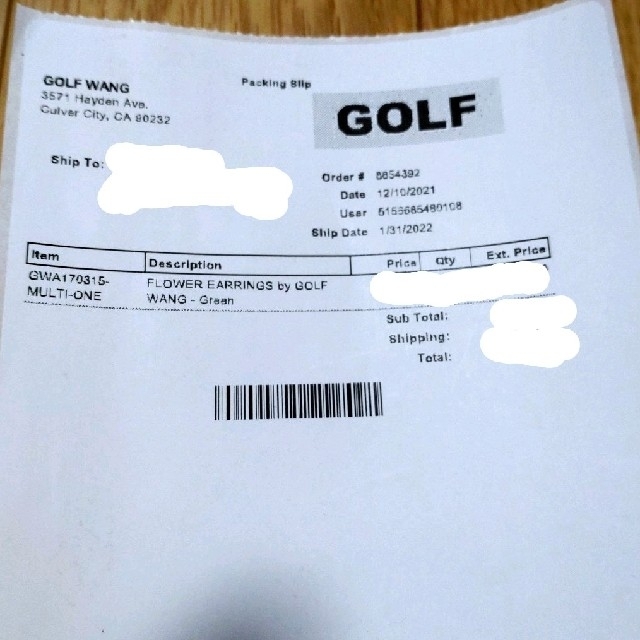 GOLF WANG
3571 Hayden Ave.
Culver City, CA 90232
Packing Slip
GOLF
Ship To:
Order # 8654392
Date 12/10/2021
User
Ship Date 1/31/2022
Item Description Price Qty Ext. Price
GWA170315-MULTI-ONE FLOWER EARRINGS by GOLF
WANG - Green
Sub Total:
Shipping:
Total: